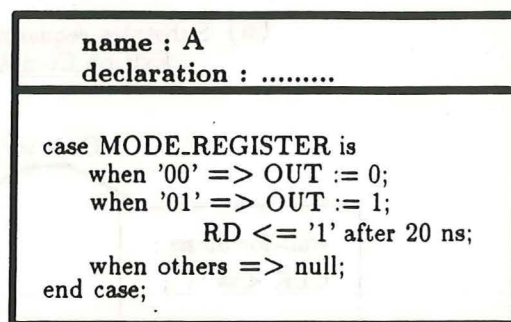 name : A
declaration : .........
case MODE_REGISTER is
when '00' => OUT := 0;
when '01' => OUT := 1;
RD <= '1' after 20 ns;
when others => null;
end case;